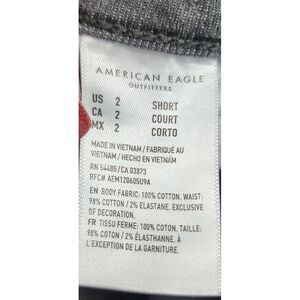 AMERICAN EAGLE
OUTFITTERS
US 2 SHORT
CA 2 COURT
MX 2 CORTO
MADE IN VIETNAM / FABRIQUÉ AU
VIETNAM / HECHO EN VIETNÁM
RN 54485/CA 03873
RFC# AEM120605U9A
EN BODY FABRIC: 100% COTTON. WAIST:
98% COTTON / 2% ELASTANE. EXCLUSIVE
OF DECORATION.
FR TISSU FERME: 100% COTON. TAILLE:
98% COTON / 2% ÉLASTHANNE. À
L'EXCEPTION DE LA GARNITURE.